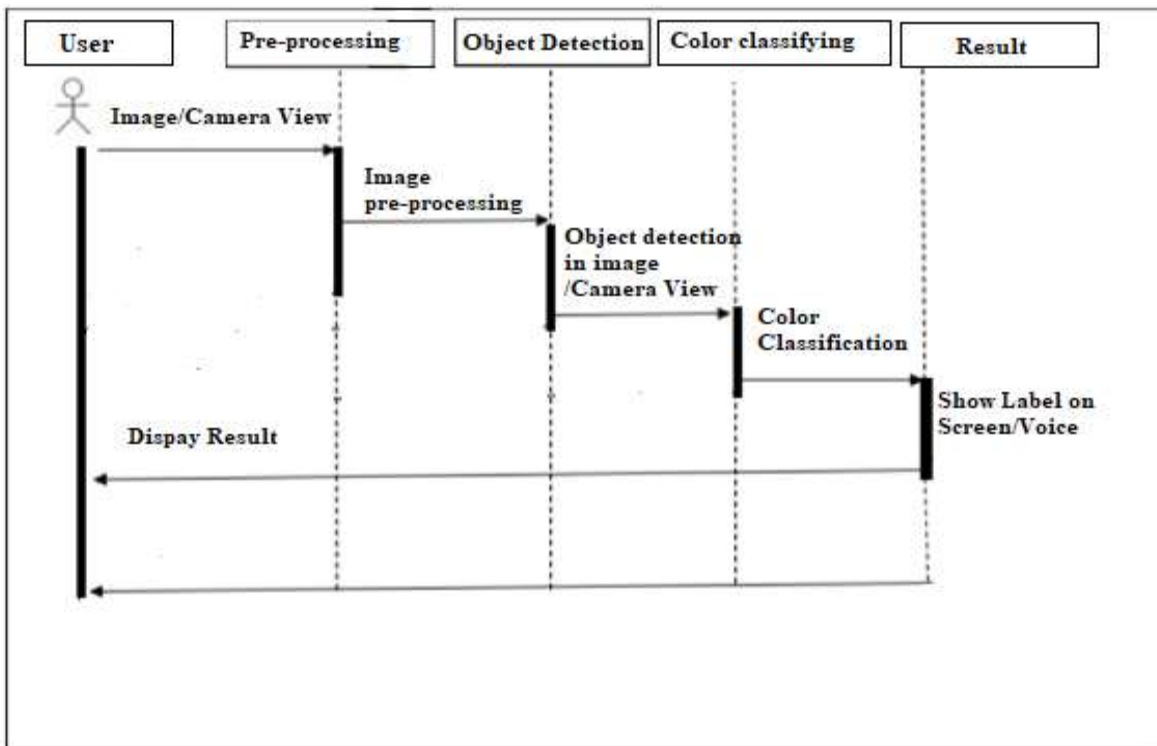 User
Pre-processing
Object Detection
Color classifying
Result
Image/Camera View
Image
pre-processing
Object detection
in image
/Camera View
Color
Classification
Show Label on
Screen/Voice
Dispay Result